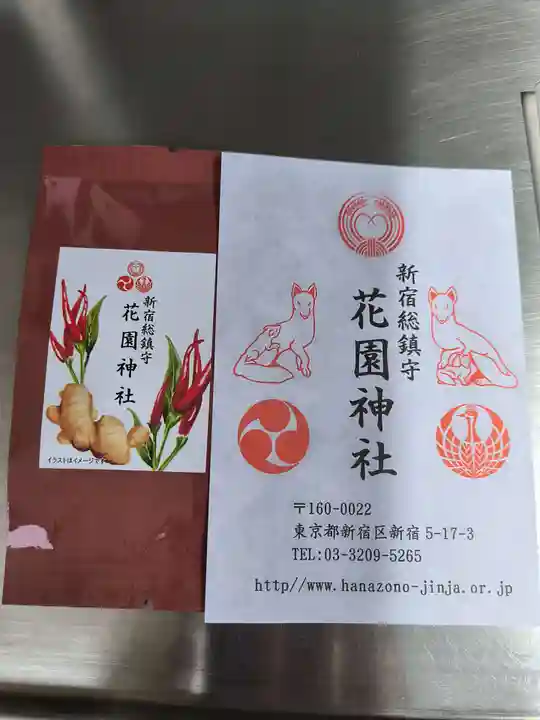 新宿総鎮守
花園神社
イラストはイメージです
新宿総鎮守
花園神社
〒160-0022
東京都新宿区新宿 5-17-3
TEL:03-3209-5265
http//www.hanazono-jinja.or.jp